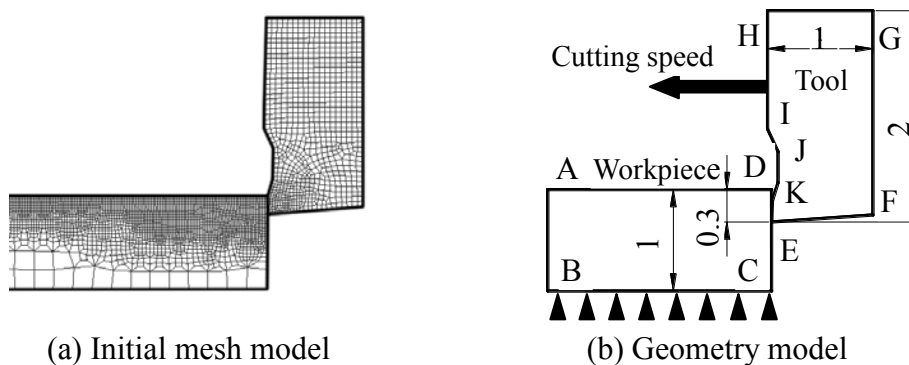 H 1 G
Cutting speed
Tool
I
2
J
A Workpiece D
K
F
0.3
1
E
B C
(a) Initial mesh model
(b) Geometry model